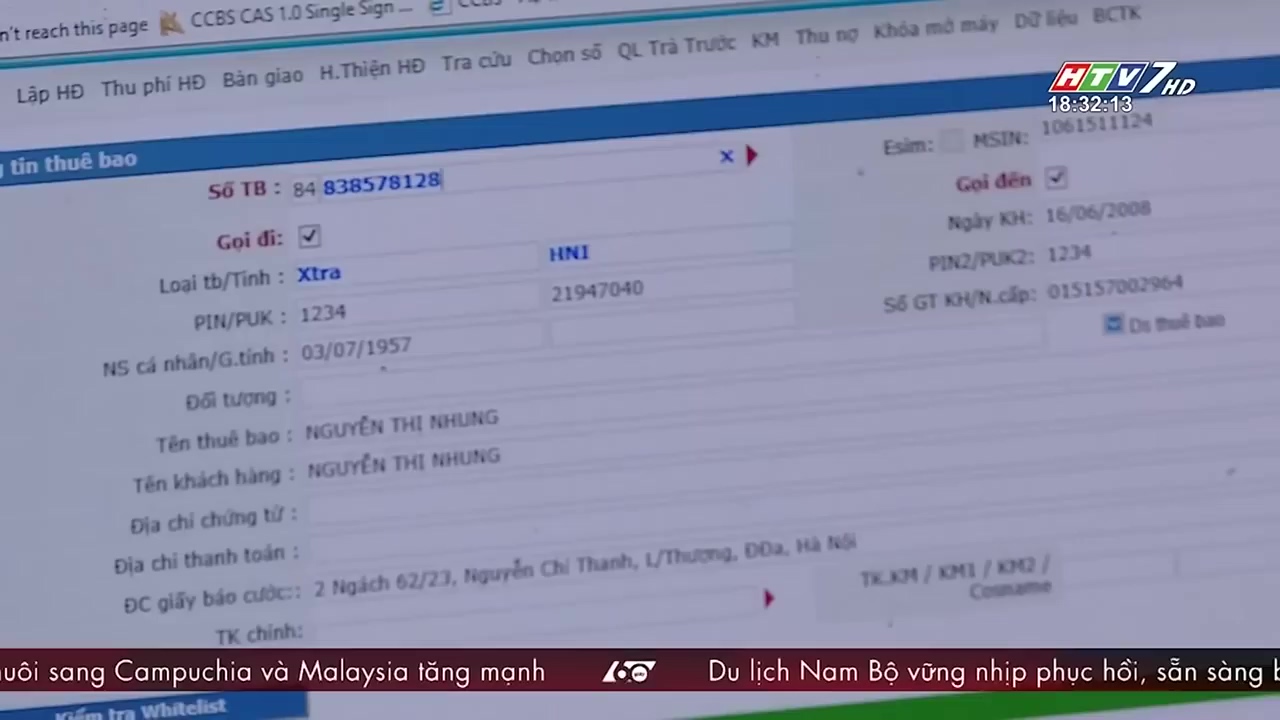 n't reach this page CCBS CAS 1.0 Single Sign ...
Lập HĐ Thu phí HĐ Bàn giao H.Thiện HĐ Tra cứu Chọn số QL Trả Trước KM Thu nợ Khóa mở máy Dữ liệu BCTK
HTV7 HD
18:32:13
tin thuê bao
Số TB : 84 838578128 x
Esim: MSIN: 1061511124
Gọi đi:
Gọi đến
Loại tb/Tỉnh : Xtra HNI
Ngày KH: 16/06/2008
PIN/PUK : 1234 21947040
PIN2/PUK2: 1234
NS cá nhân/G.tính : 03/07/1957
Số GT KH/N.cấp: 015157002964
Ds thuê bao
Đối tượng :
Tên thuê bao : NGUYỄN THỊ NHUNG
Tên khách hàng : NGUYỄN THỊ NHUNG
Địa chỉ chứng từ :
Địa chỉ thanh toán :
ĐC giấy báo cước:: 2 Ngách 62/23, Nguyễn Chí Thanh, L/Thượng, ĐĐa, Hà Nội
TK chính:
TK.KM / KM1 / KM2 /
Cosname
nuôi sang Campuchia và Malaysia tăng mạnh 60 Du lịch Nam Bộ vững nhịp phục hồi, sẵn sàng
Kiểm tra Whitelist